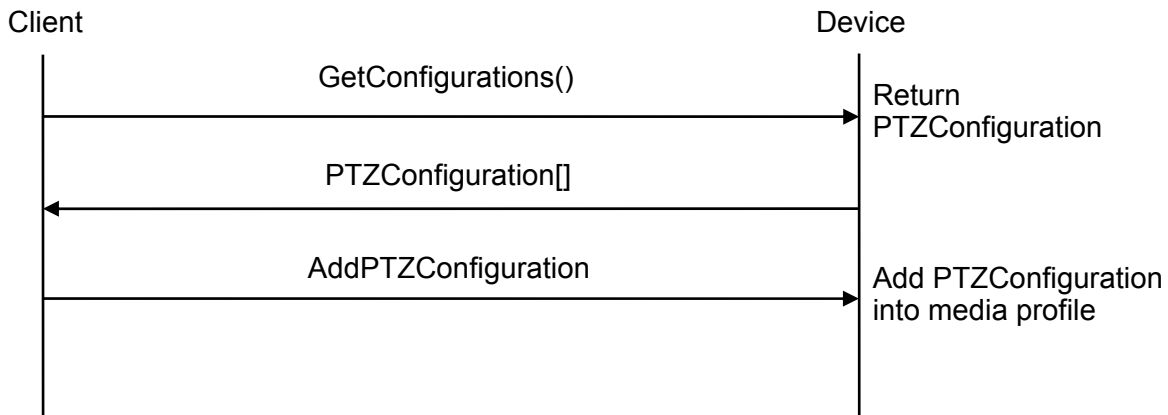 Client
Device
GetConfigurations()
Return
PTZConfiguration
PTZConfiguration[]
AddPTZConfiguration
Add PTZConfiguration
into media profile